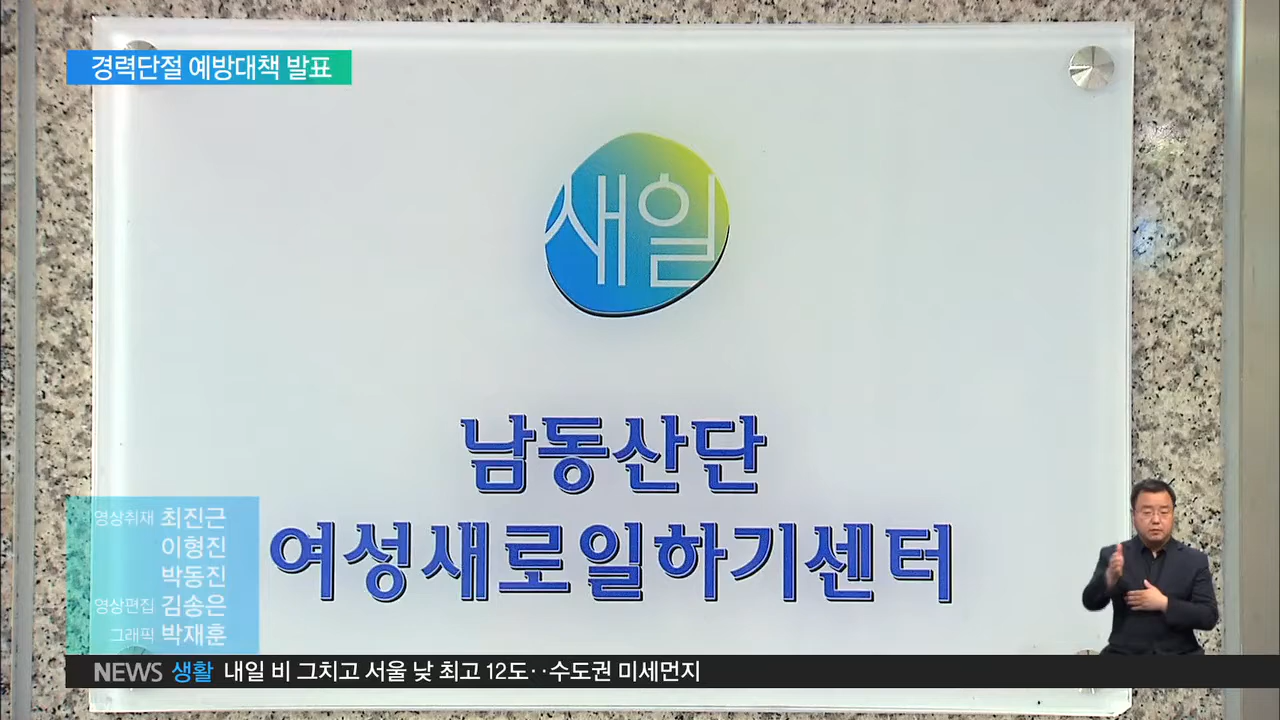 경력단절 예방대책 발표
새일
남동산단
여성새로일하기센터
영상취재 최진근
이형진
박동진
영상편집 김송은
그래픽 박재훈
NEWS 생활 내일 비 그치고 서울 낮 최고 12도‥수도권 미세먼지